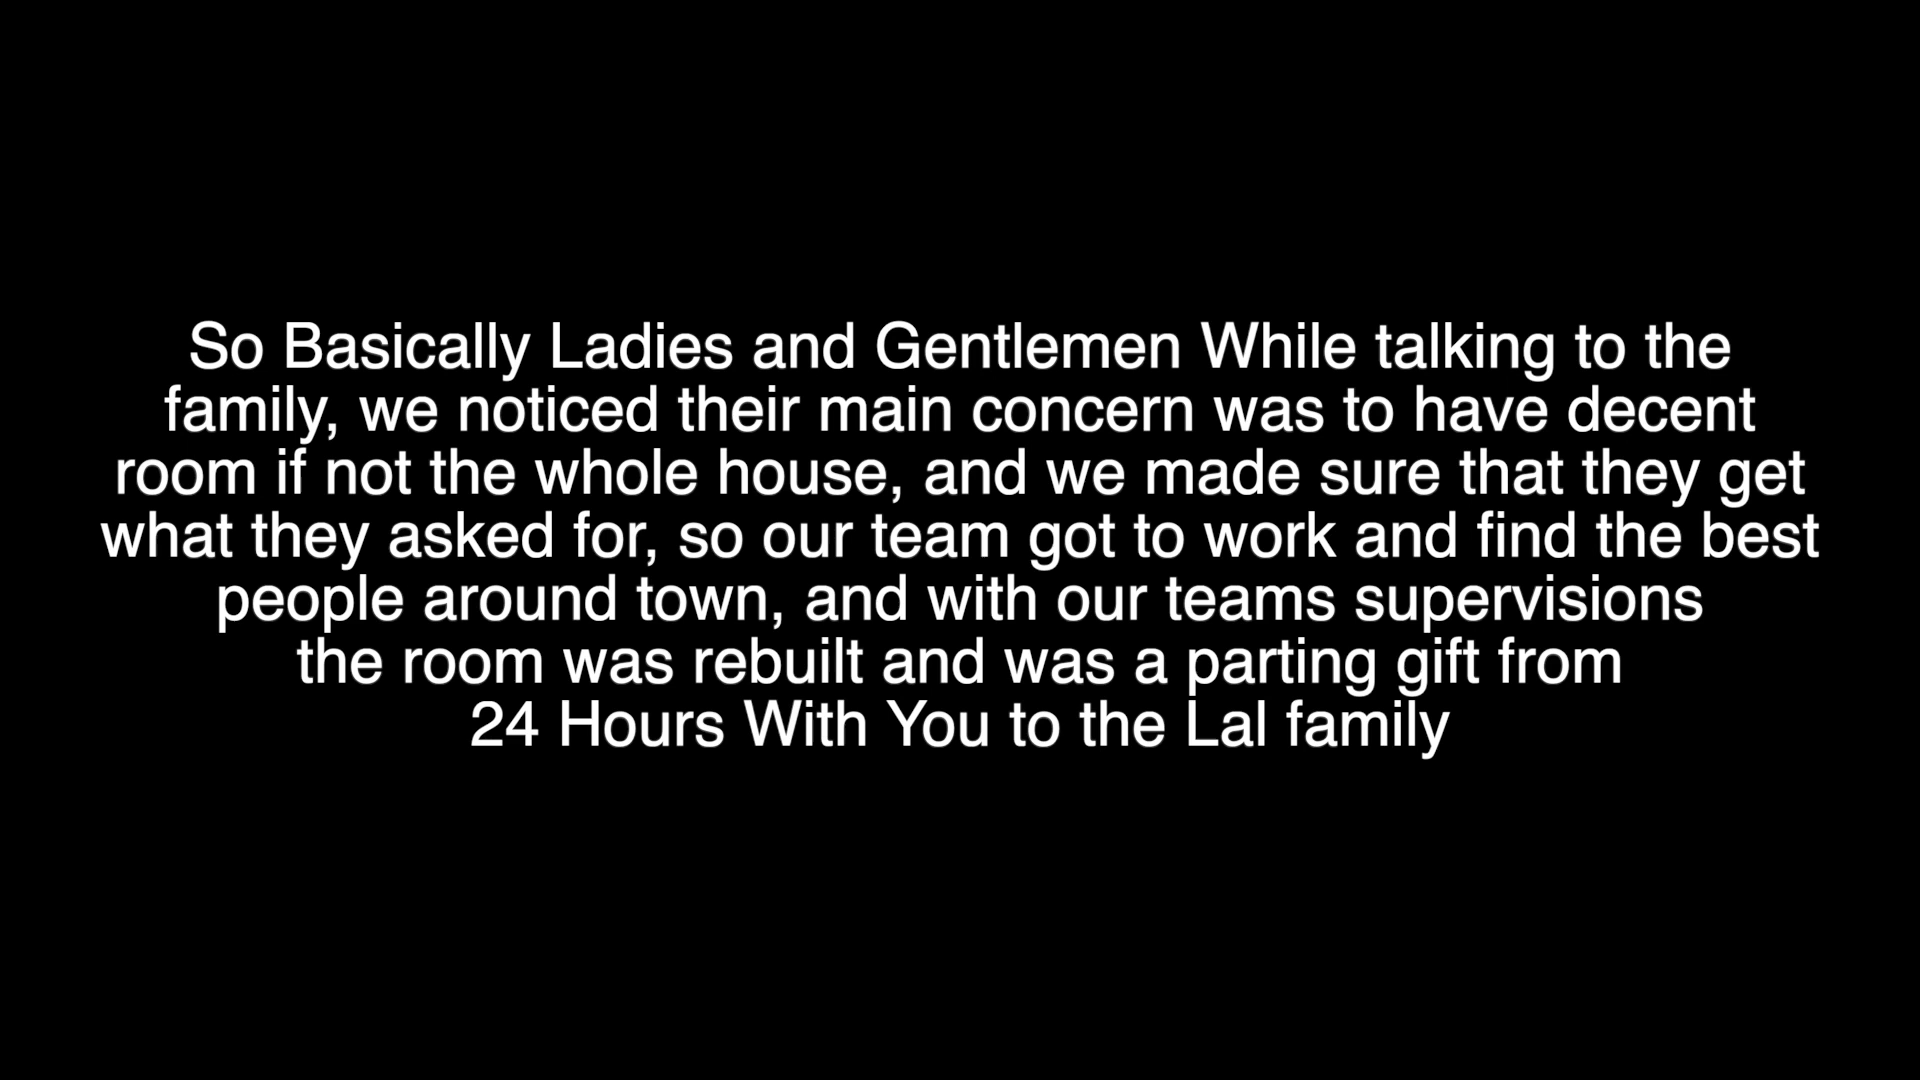 So Basically Ladies and Gentlemen While talking to the
family, we noticed their main concern was to have decent
room if not the whole house, and we made sure that they get
what they asked for, so our team got to work and find the best
people around town, and with our teams supervisions
the room was rebuilt and was a parting gift from
24 Hours With You to the Lal family